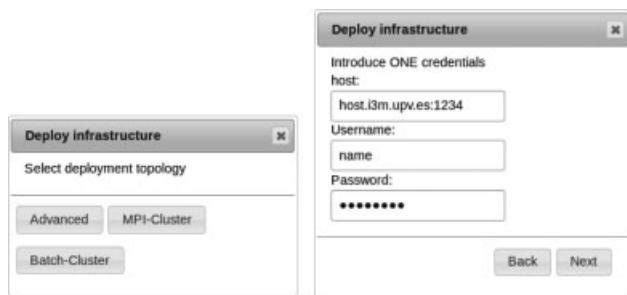 Deploy infrastructure
Select deployment topology
Advanced
MPI-Cluster
Batch-Cluster
Deploy infrastructure
Introduce ONE credentials
host:
host.i3m.upv.es:1234
Username:
name
Password:
●●●●●●●●
Back
Next